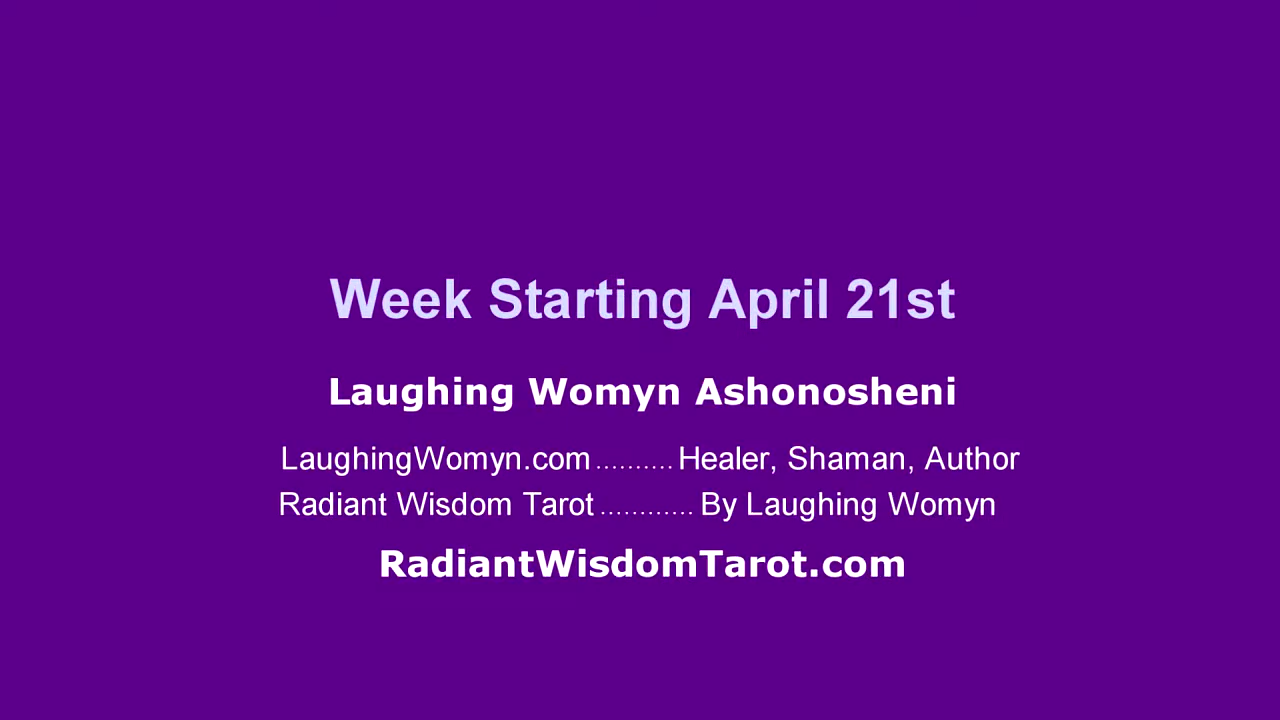 Week Starting April 21st
Laughing Womyn Ashonosheni
LaughingWomyn.com..........Healer, Shaman, Author
Radiant Wisdom Tarot............By Laughing Womyn
RadiantWisdomTarot.com